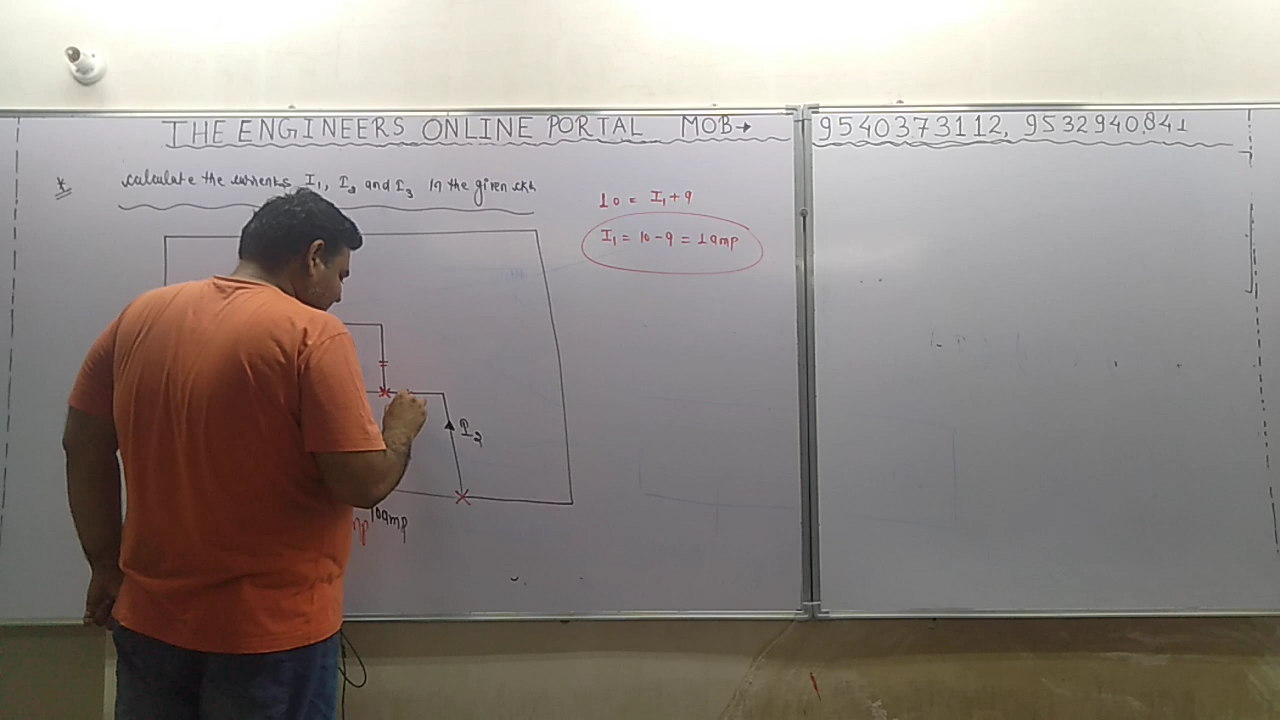 THE ENGINEERS ONLINE PORTAL MOB→ 9540373112, 9532940841
* calculate the currents I1, I2 and I3 in the given ckt
10 = I1+9
I1 = 10-9 = 1amp
I2
10amp